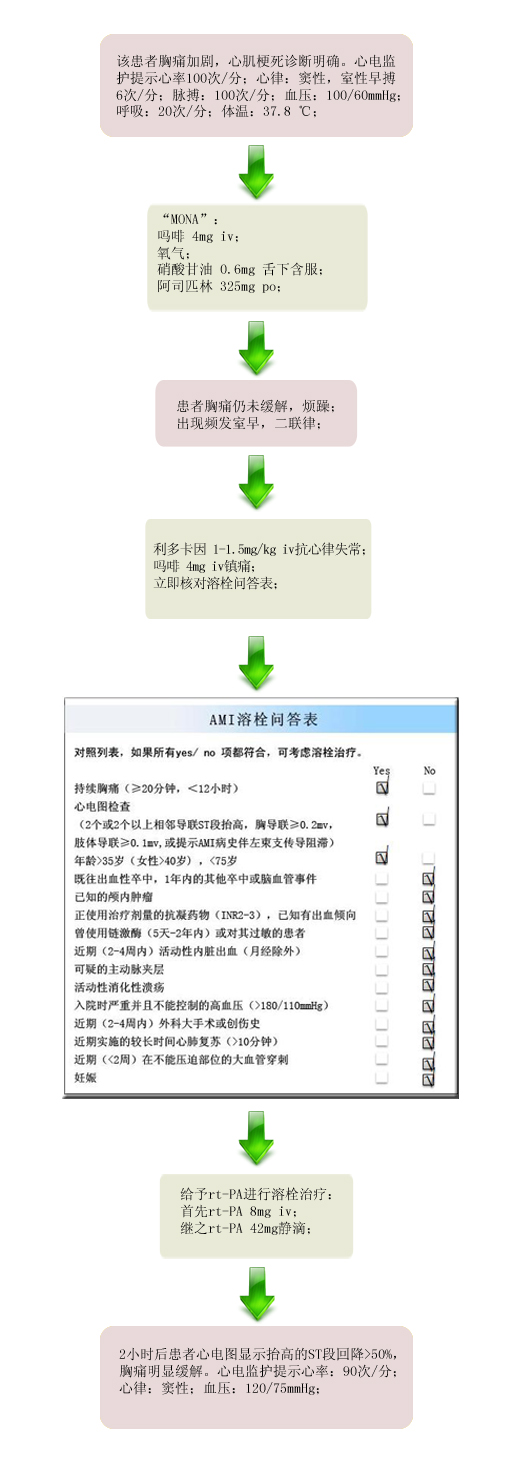 该患者胸痛加剧，心肌梗死诊断明确。心电监
护提示心率100次/分；心律：窦性，室性早搏
6次/分；脉搏：100次/分；血压：100/60mmHg；
呼吸：20次/分；体温：37.8 ℃；
“MONA”：
吗啡 4mg iv；
氧气；
硝酸甘油 0.6mg 舌下含服；
阿司匹林 325mg po；
患者胸痛仍未缓解，烦躁；
出现频发室早，二联律；
利多卡因 1-1.5mg/kg iv抗心律失常；
吗啡 4mg iv镇痛；
立即核对溶栓问答表；
AMI溶栓问答表
对照列表，如果所有yes/ no 项都符合，可考虑溶栓治疗。
Yes No
持续胸痛（≥20分钟，＜12小时）
心电图检查
（2个或2个以上相邻导联ST段抬高，胸导联≥0.2mv，
肢体导联≥0.1mv,或提示AMI病史伴左束支传导阻滞）
年龄>35岁（女性>40岁），<75岁
既往出血性卒中，1年内的其他卒中或脑血管事件
已知的颅内肿瘤
正使用治疗剂量的抗凝药物（INR2-3），已知有出血倾向
曾使用链激酶（5天-2年内）或对其过敏的患者
近期（2-4周内）活动性内脏出血（月经除外）
可疑的主动脉夹层
活动性消化性溃疡
入院时严重并且不能控制的高血压（>180/110mmHg）
近期（2-4周内）外科大手术或创伤史
近期实施的较长时间心肺复苏（>10分钟）
近期（<2周）在不能压迫部位的大血管穿刺
妊娠
给予rt-PA进行溶栓治疗：
首先rt-PA 8mg iv；
继之rt-PA 42mg静滴；
2小时后患者心电图显示抬高的ST段回降>50%，
胸痛明显缓解。心电监护提示心率：90次/分；
心律：窦性；血压：120/75mmHg；